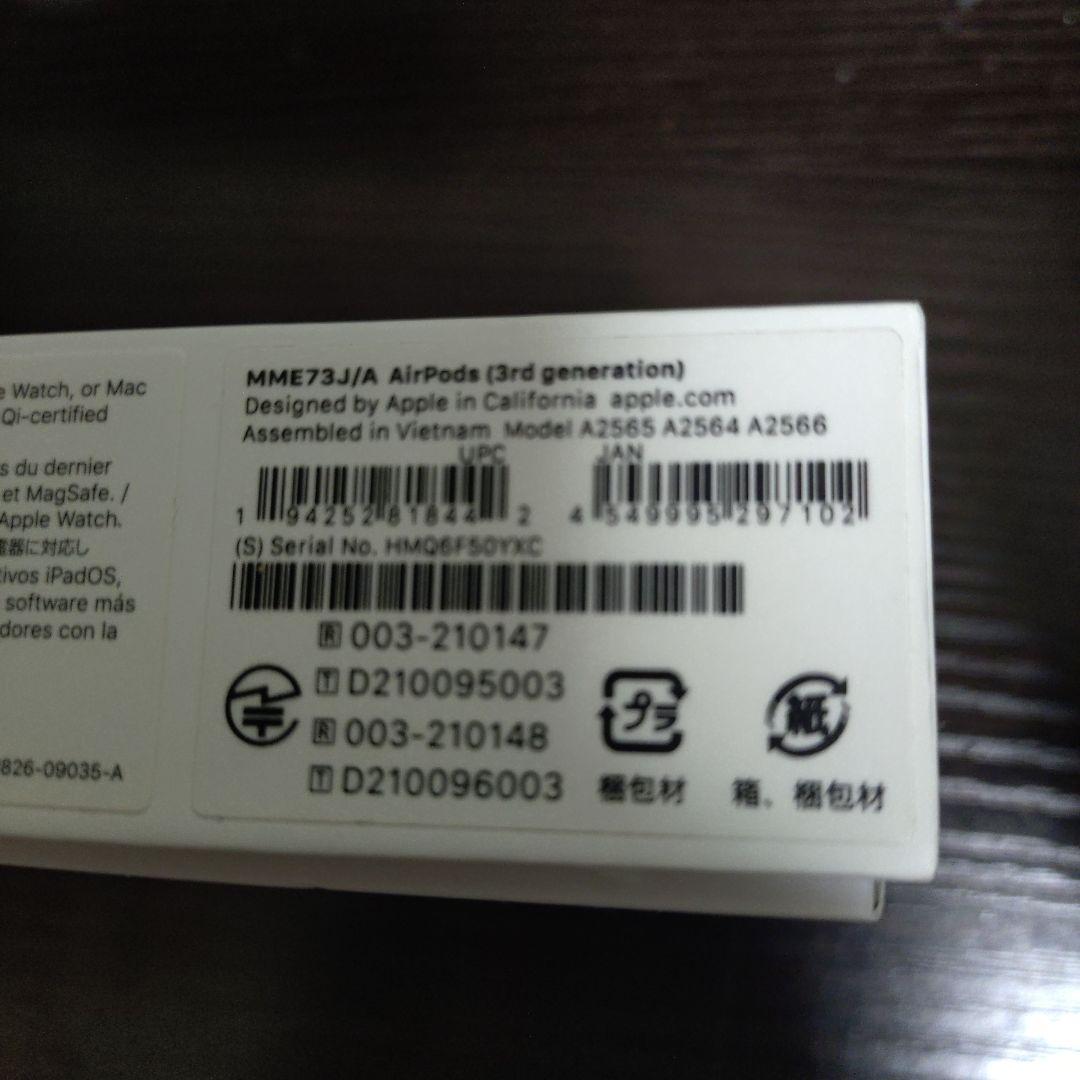 e Watch, or Mac
Qi-certified
s du dernier
et MagSafe. /
Apple Watch.
電器に対応し
tivos iPadOS,
software más
dores con la
826-09035-A
MME73J/A AirPods (3rd generation)
Designed by Apple in California apple.com
Assembled in Vietnam Model A2565 A2564 A2566
UPC JAN
1 94252 81844 2 4 549995 297102
(S) Serial No. HMQ6F50YXC
R 003-210147
T D210095003
R 003-210148
T D210096003
プラ
梱包材
紙
箱、梱包材